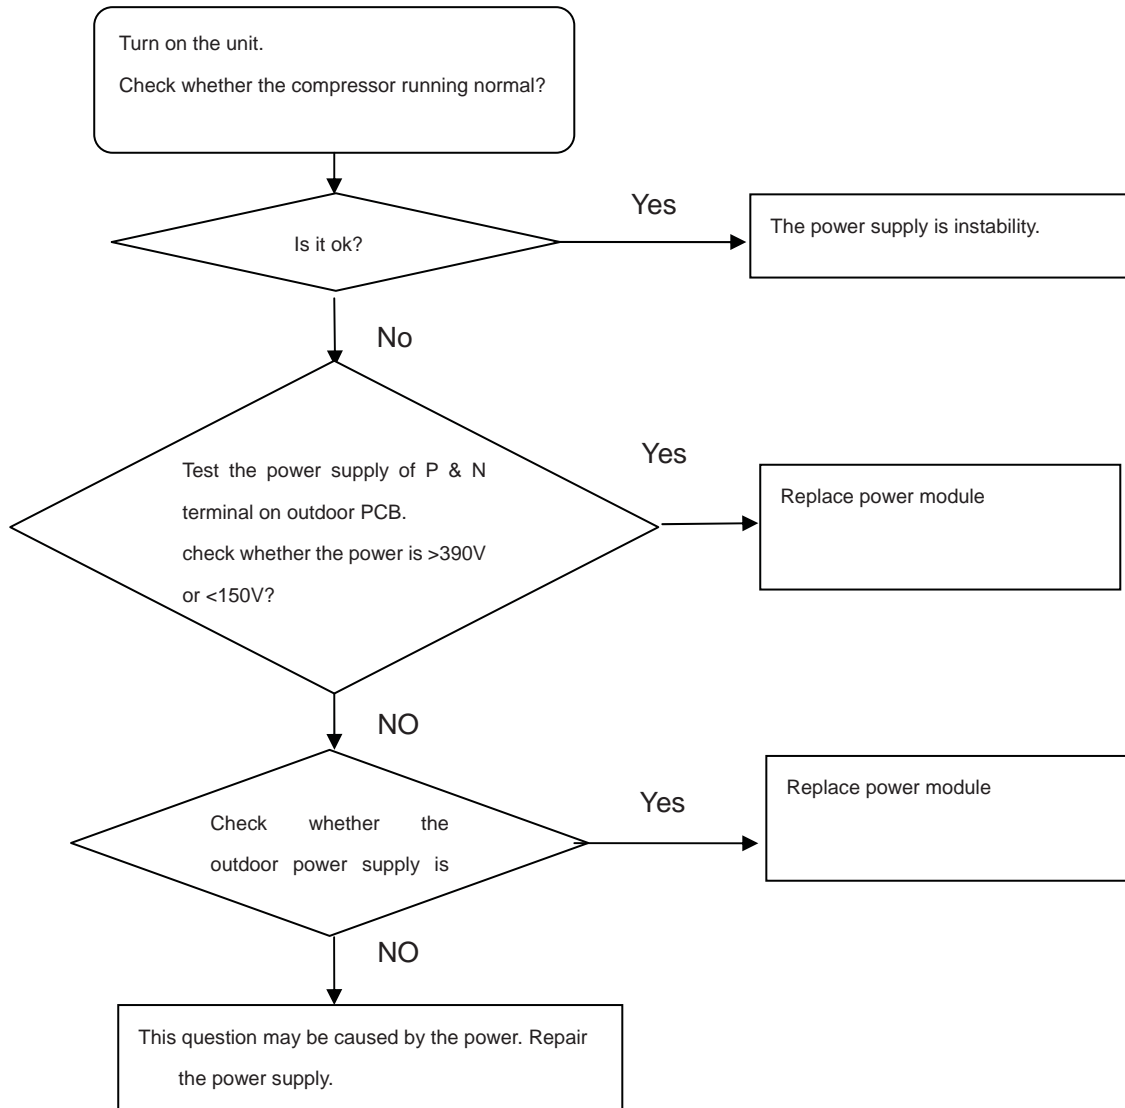 Turn on the unit.
Check whether the compressor running normal?
Yes
The power supply is instability.
Is it ok?
No
Yes
Test the power supply of P & N
terminal on outdoor PCB.
check whether the power is >390V
or <150V?
Replace power module
NO
Yes
Replace power module
Check whether the
outdoor power supply is
NO
This question may be caused by the power. Repair
the power supply.